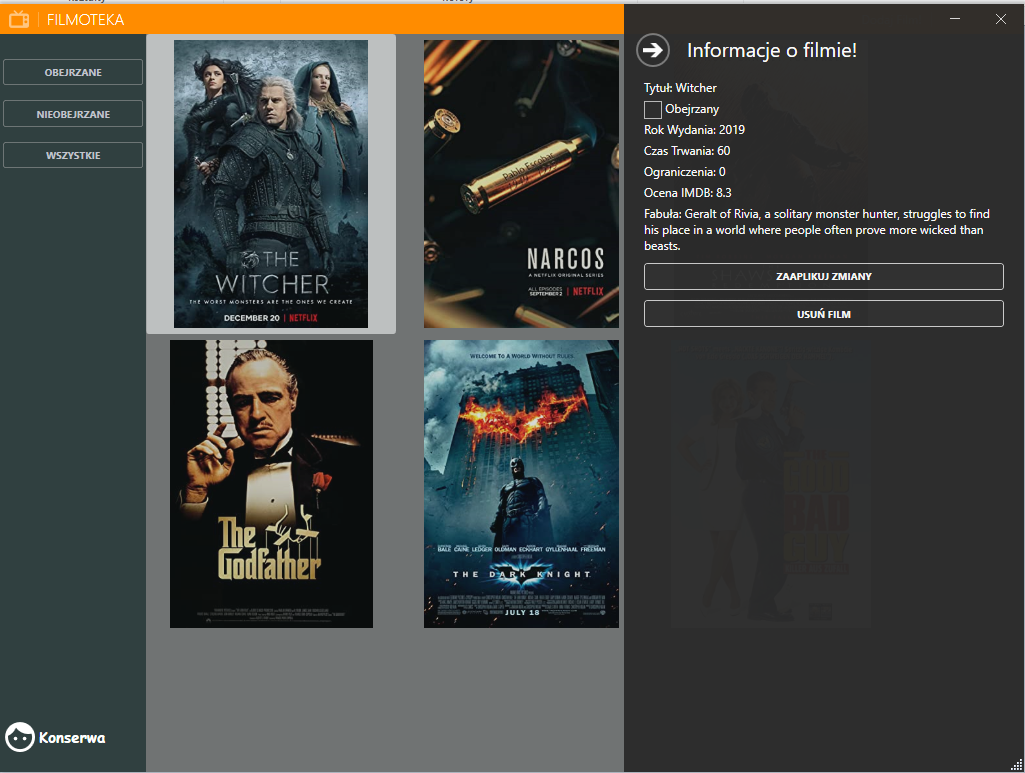 FILMOTEKA
OBEJRZANE
NIEOBEJRZANE
WSZYSTKIE
Konserwa
THE
WITCHER
THE WORST MONSTERS ARE THE ONES WE CREATE
DECEMBER 20 | NETFLIX
Pablo Escobar
NARCOS
A NETFLIX ORIGINAL SERIES
ALL EPISODES
SEPTEMBER 2 | NETFLIX
The
Godfather
WELCOME TO A WORLD WITHOUT RULES
BALE CAINE LEDGER OLDMAN ECKHART GYLLENHAAL FREEMAN
THE DARK KNIGHT
JULY 18
Informacje o filmie!
Tytuł: Witcher
Obejrzany
Rok Wydania: 2019
Czas Trwania: 60
Ograniczenia: 0
Ocena IMDB: 8.3
Fabuła: Geralt of Rivia, a solitary monster hunter, struggles to find
his place in a world where people often prove more wicked than
beasts.
ZAAPLIKUJ ZMIANY
USUŃ FILM
THE
BAD